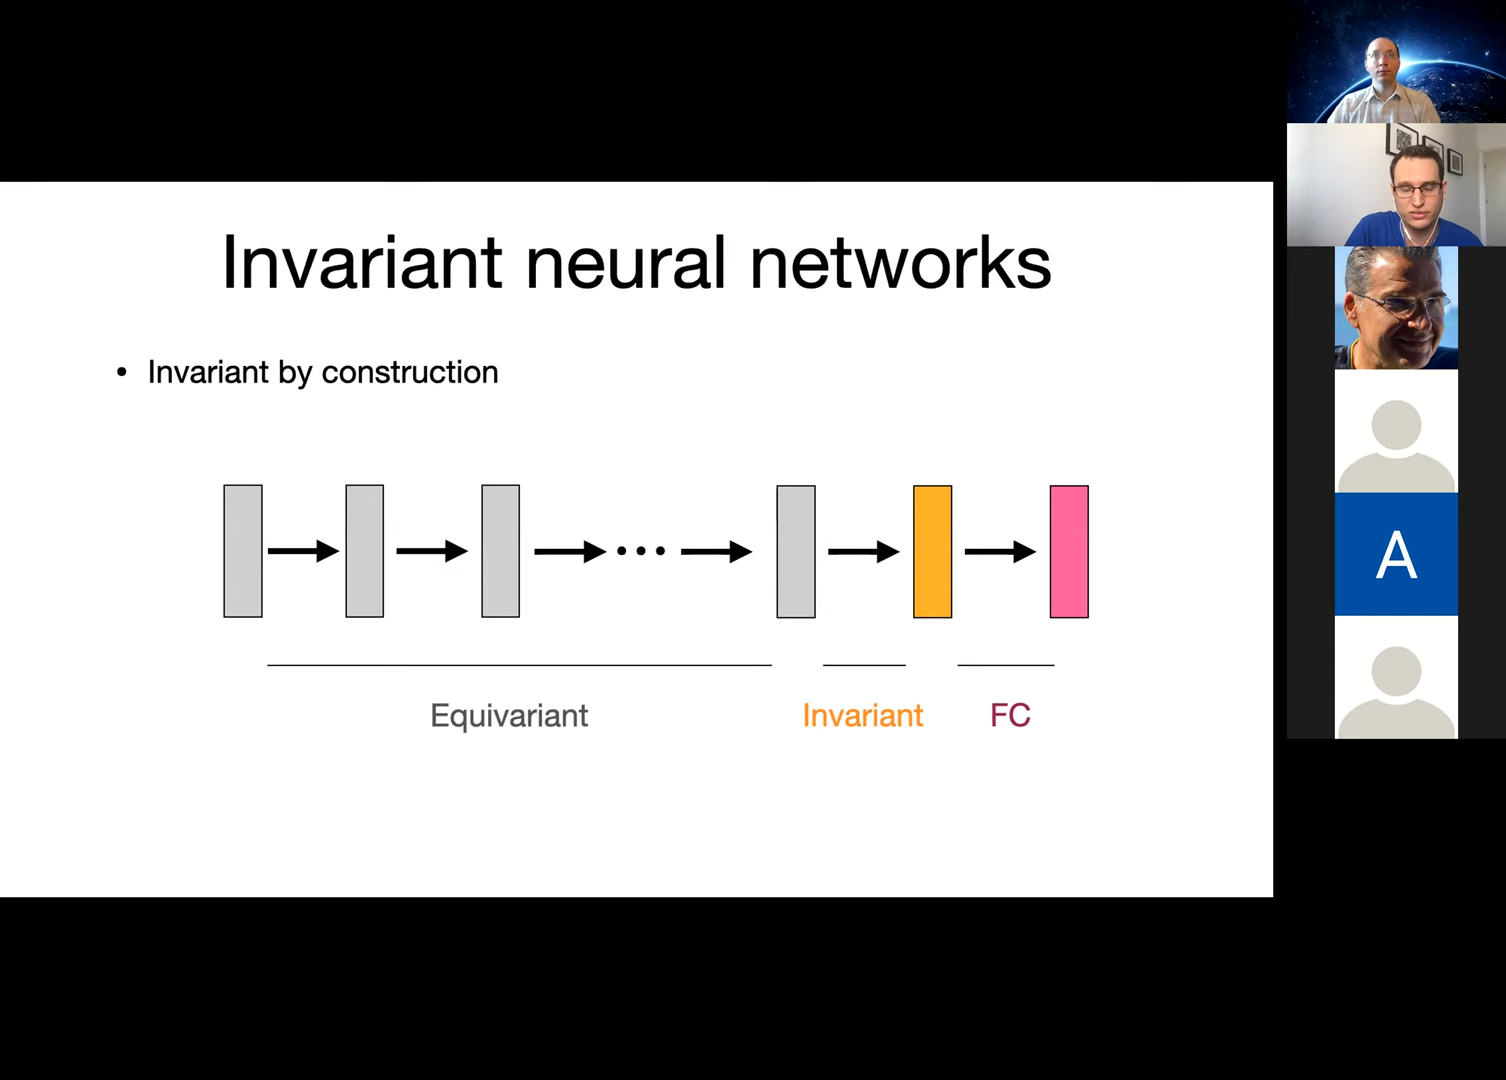 Invariant neural networks
• Invariant by construction
Equivariant
Invariant
FC
A